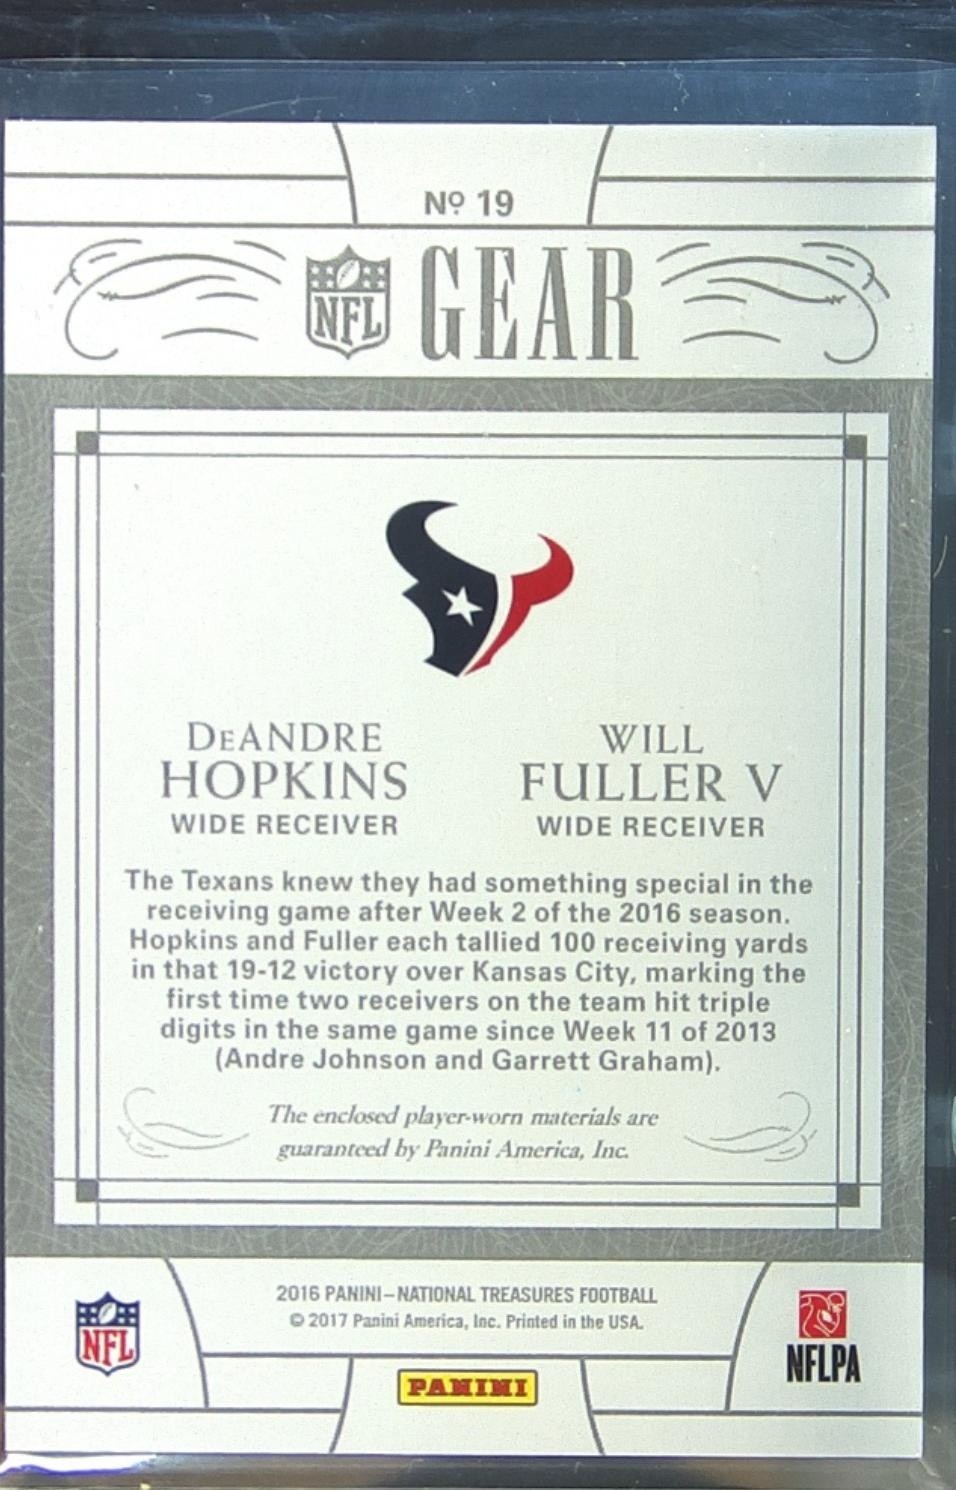 Nº 19
NFL GEAR
DeANDRE
HOPKINS
WIDE RECEIVER
WILL
FULLER V
WIDE RECEIVER
The Texans knew they had something special in the
receiving game after Week 2 of the 2016 season.
Hopkins and Fuller each tallied 100 receiving yards
in that 19-12 victory over Kansas City, marking the
first time two receivers on the team hit triple
digits in the same game since Week 11 of 2013
(Andre Johnson and Garrett Graham).
The enclosed player-worn materials are
guaranteed by Panini America, Inc.
2016 PANINI–NATIONAL TREASURES FOOTBALL
© 2017 Panini America, Inc. Printed in the USA.
NFL
PANINI
NFLPA